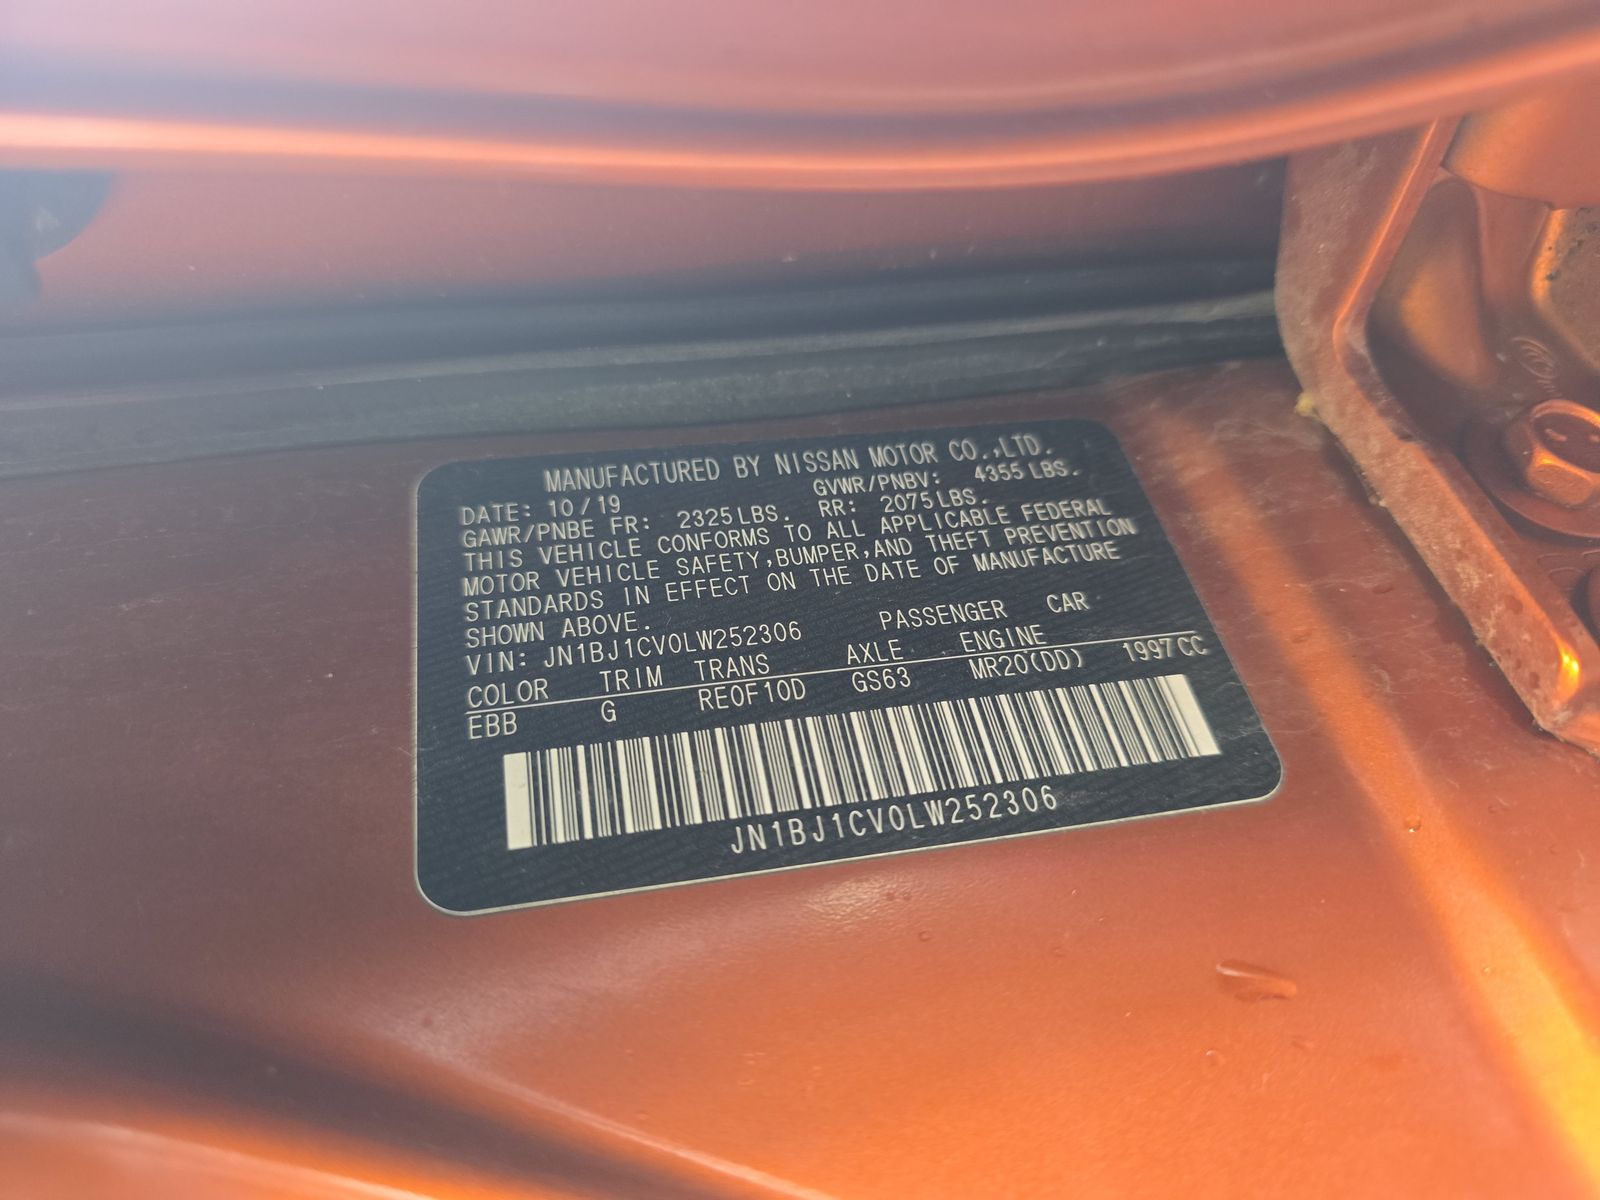 MANUFACTURED BY NISSAN MOTOR CO.,LTD.
DATE: 10/19 GVWR/PNBV: 4355 LBS.
GAWR/PNBE FR: 2325 LBS. RR: 2075 LBS.
THIS VEHICLE CONFORMS TO ALL APPLICABLE FEDERAL
MOTOR VEHICLE SAFETY,BUMPER,AND THEFT PREVENTION
STANDARDS IN EFFECT ON THE DATE OF MANUFACTURE
SHOWN ABOVE.
VIN: JN1BJ1CV0LW252306 PASSENGER CAR
COLOR TRIM TRANS AXLE ENGINE
EBB G RE0F10D GS63 MR20(DD) 1997CC
JN1BJ1CV0LW252306